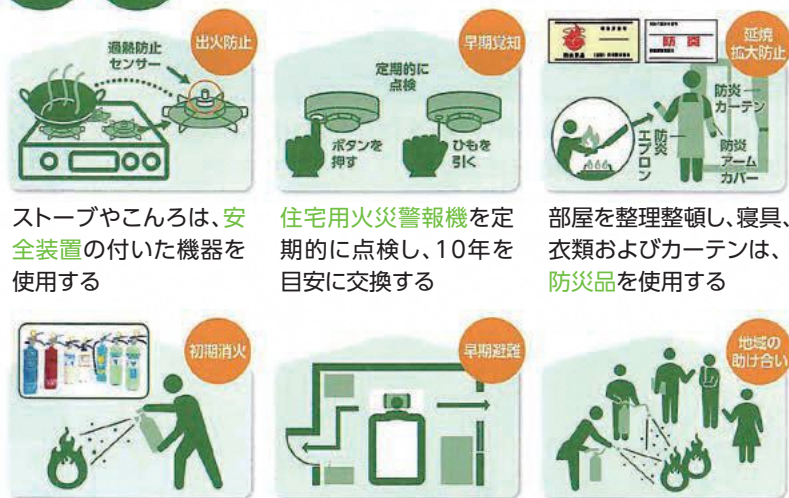 過熱防止
センサー
出火防止
ストーブやこんろは、安
全装置の付いた機器を
使用する
早期覚知
定期的に
点検
ボタンを
押す
ひもを
引く
住宅用火災警報機を定
期的に点検し、10年を
目安に交換する
防炎
延焼
拡大防止
防炎
カーテン
防炎
エプロン
防炎
アーム
カバー
部屋を整理整頓し、寝具、
衣類およびカーテンは、
防災品を使用する
初期消火
早期避難
地域の
助け合い